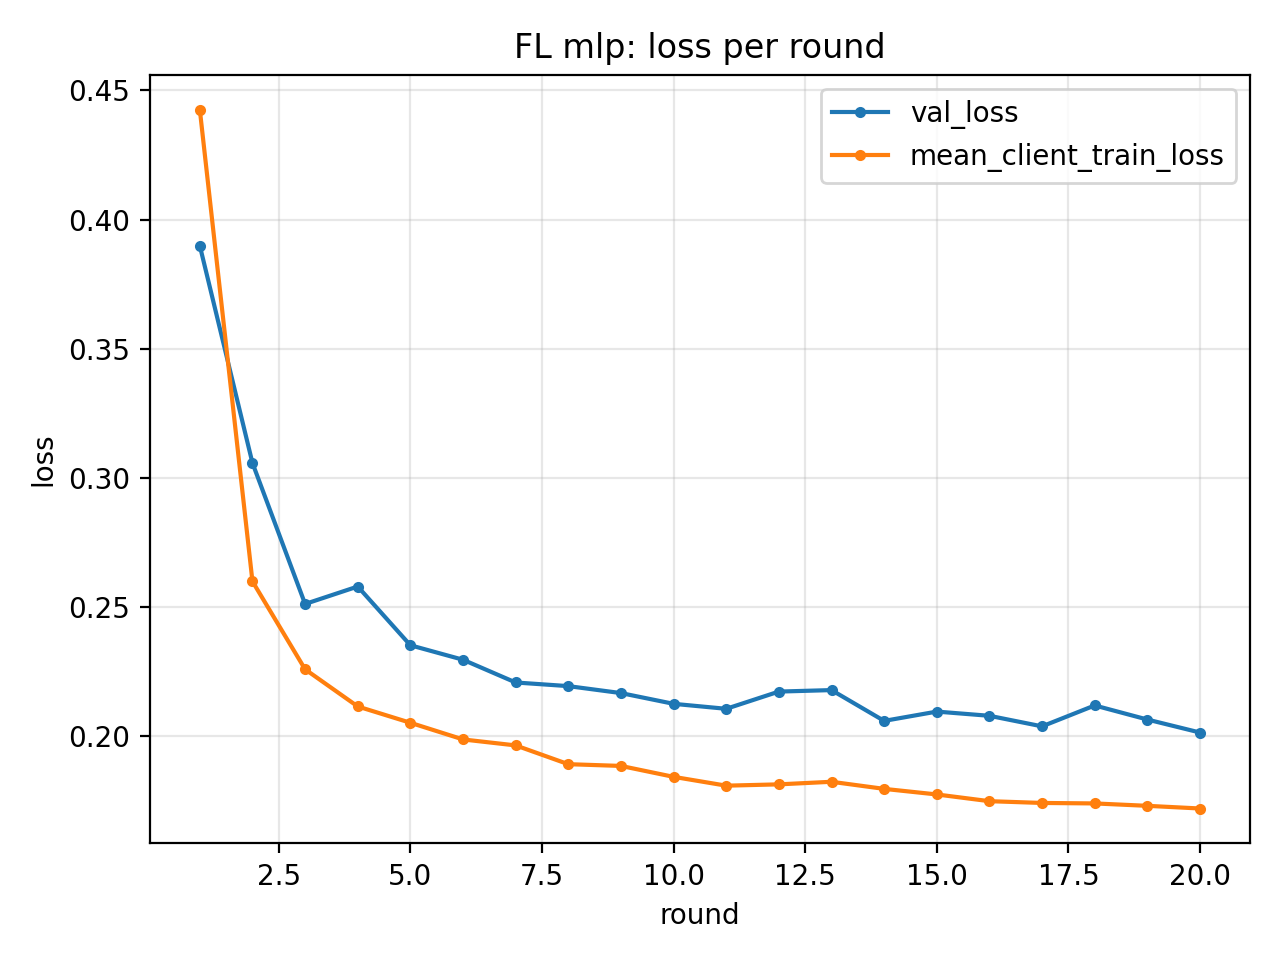 FL mlp: loss per round
val_loss
mean_client_train_loss
loss
0.45
0.40
0.35
0.30
0.25
0.20
2.5 5.0 7.5 10.0 12.5 15.0 17.5 20.0
round